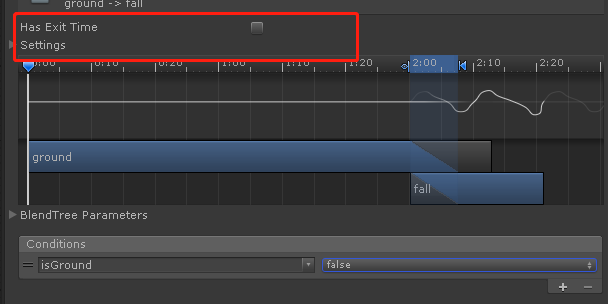 ground -> fall
Has Exit Time
Settings
0:00 0:10 0:20 1:00 1:10 1:20 2:00 2:10 2:20
ground
fall
BlendTree Parameters
Conditions
isGround false